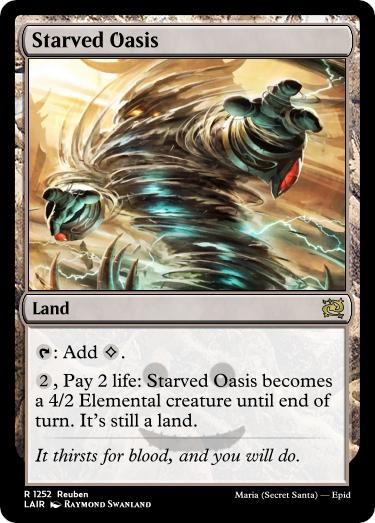 Starved Oasis
Land
: Add .
2, Pay 2 life: Starved Oasis becomes
a 4/2 Elemental creature until end of
turn. It's still a land.
It thirsts for blood, and you will do.
R 1252 Reuben
LAIR Raymond Swanland
Maria (Secret Santa) — Epid